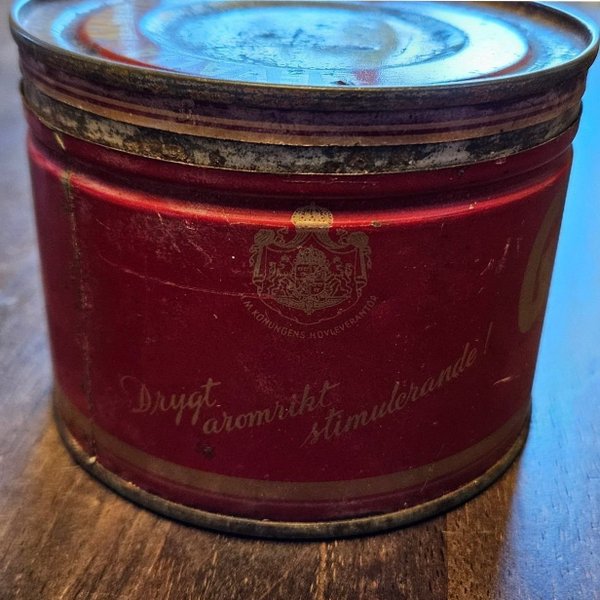 H.M. KONUNGENS HOVLEVERANTÖR
Drygt
aromrikt
stimulerande!